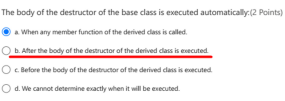 The body of the destructor of the base class is executed automatically:(2 Points)
a. When any member function of the derived class is called.
b. After the body of the destructor of the derived class is executed.
c. Before the body of the destructor of the derived class is executed.
d. We cannot determine exactly when it will be executed.